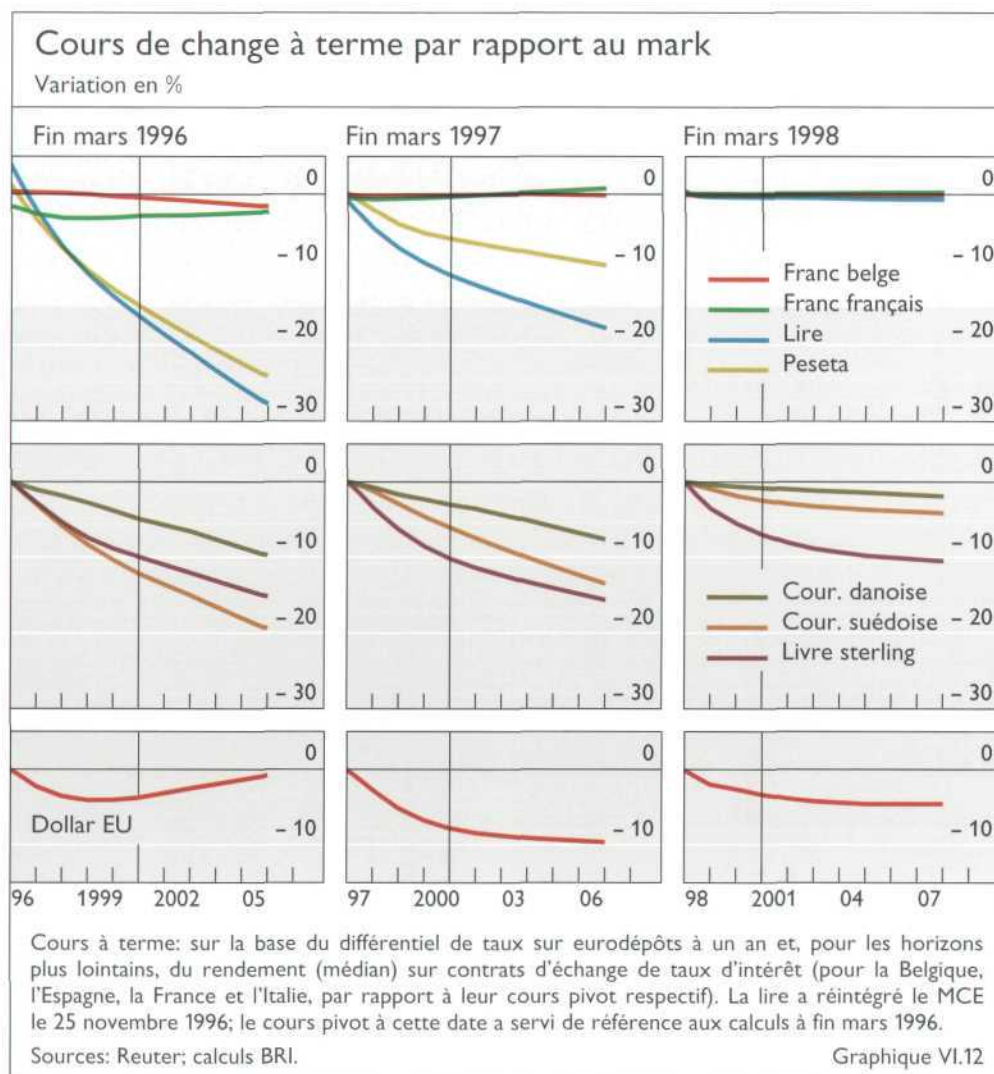 Cours de change à terme par rapport au mark
Variation en %
Fin mars 1996
Fin mars 1997
Fin mars 1998
0
– 10
– 20
– 30
0
– 10
– 20
– 30
0
– 10
– 20
– 30
Franc belge
Franc français
Lire
Peseta
0
– 10
– 20
– 30
0
– 10
– 20
– 30
0
– 10
– 20
– 30
Cour. danoise
Cour. suédoise
Livre sterling
0
– 10
0
– 10
0
– 10
Dollar EU
96 1999 2002 05
97 2000 03 06
98 2001 04 07
Cours à terme: sur la base du différentiel de taux sur eurodépôts à un an et, pour les horizons
plus lointains, du rendement (médian) sur contrats d'échange de taux d'intérêt (pour la Belgique,
l'Espagne, la France et l'Italie, par rapport à leur cours pivot respectif). La lire a réintégré le MCE
le 25 novembre 1996; le cours pivot à cette date a servi de référence aux calculs à fin mars 1996.
Sources: Reuter; calculs BRI.
Graphique VI.12